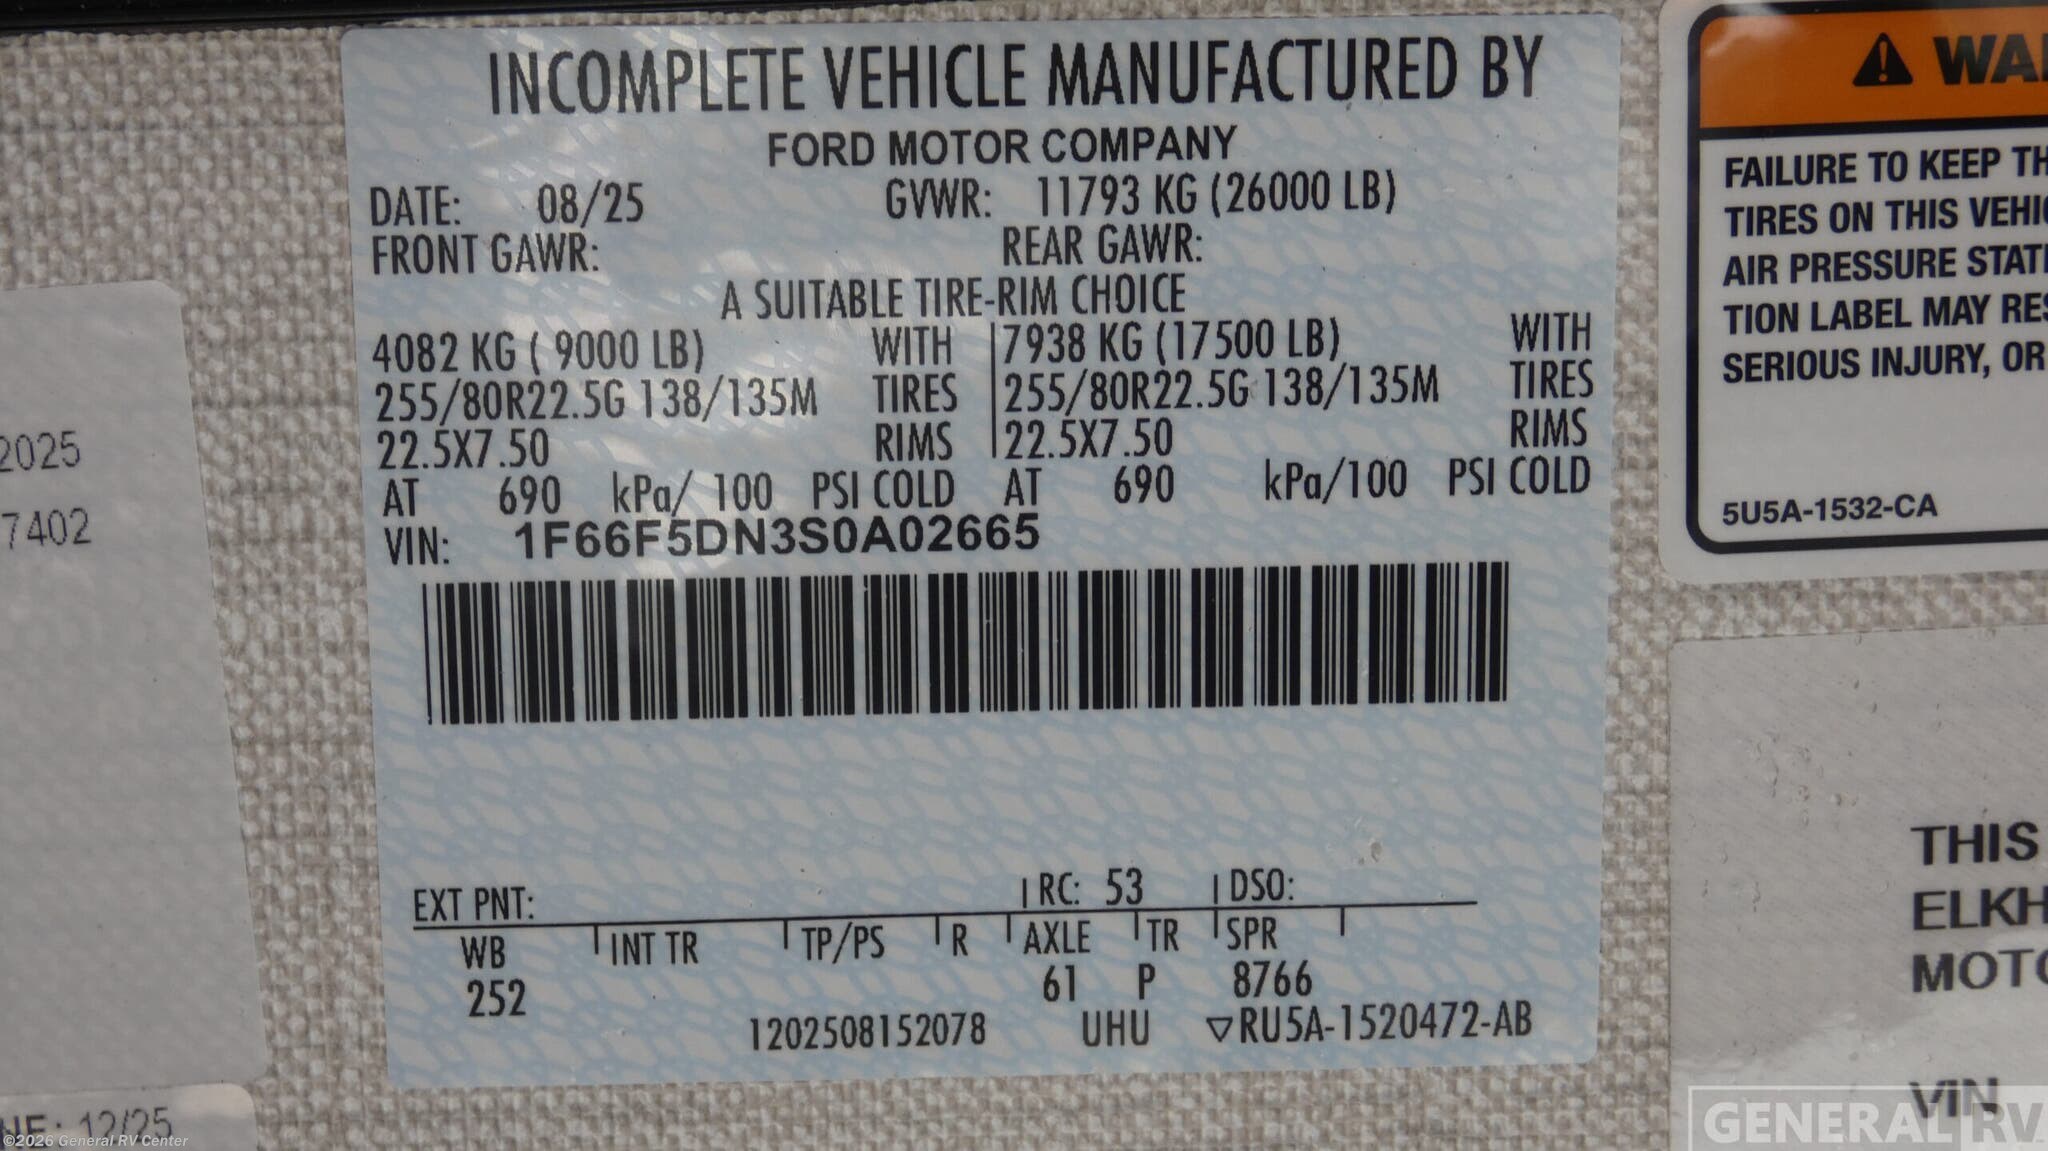 INCOMPLETE VEHICLE MANUFACTURED BY
FORD MOTOR COMPANY
DATE: 08/25 GVWR: 11793 KG (26000 LB)
FRONT GAWR: REAR GAWR:
A SUITABLE TIRE-RIM CHOICE
4082 KG ( 9000 LB) WITH 7938 KG (17500 LB) WITH
255/80R22.5G 138/135M TIRES 255/80R22.5G 138/135M TIRES
22.5X7.50 RIMS 22.5X7.50 RIMS
AT 690 kPa/ 100 PSI COLD AT 690 kPa/100 PSI COLD
VIN: 1F66F5DN3S0A02665
EXT PNT: RC: 53 DSO:
WB INT TR TP/PS R AXLE TR SPR
252 61 P 8766
1202508152078 UHU ▽RU5A-1520472-AB
2025
7402
NE: 12/25
⚠ WAR
FAILURE TO KEEP TH
TIRES ON THIS VEHIC
AIR PRESSURE STATE
TION LABEL MAY RES
SERIOUS INJURY, OR
5U5A-1532-CA
THIS
ELKH
MOTO
VIN
©2026 General RV Center
GENERAL RV